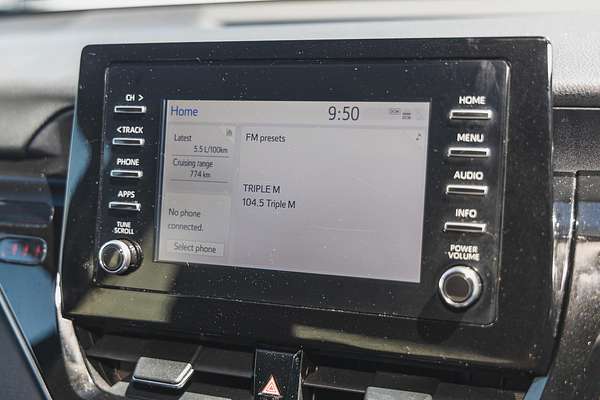 CH >
< TRACK
PHONE
APPS
TUNE
SCROLL
Home
9:50
DCM
Latest
5.5 L/100km
Cruising range
774 km
No phone
connected.
Select phone
FM presets
TRIPLE M
104.5 Triple M
HOME
MENU
AUDIO
INFO
POWER
VOLUME